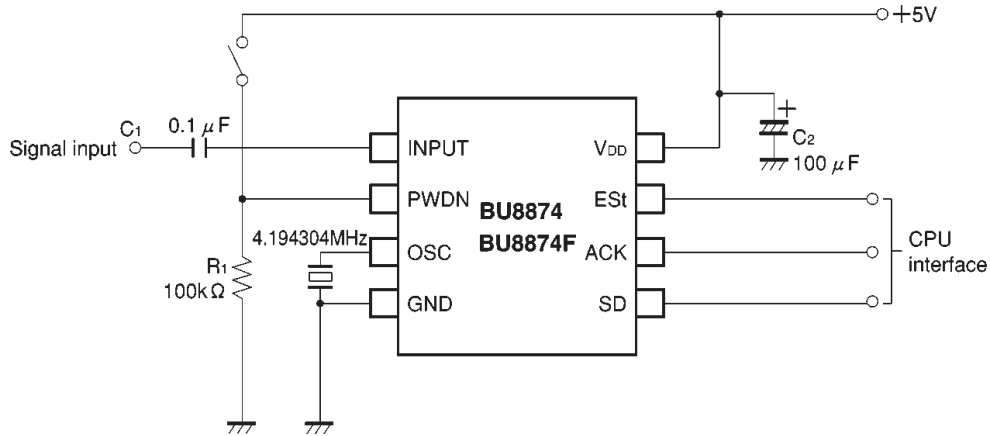 +5V
C1
0.1 μF
Signal input
INPUT
VDD
C2
100 μF
PWDN
BU8874
BU8874F
ESt
4.194304MHz
OSC
ACK
CPU
interface
R1
100kΩ
GND
SD
+